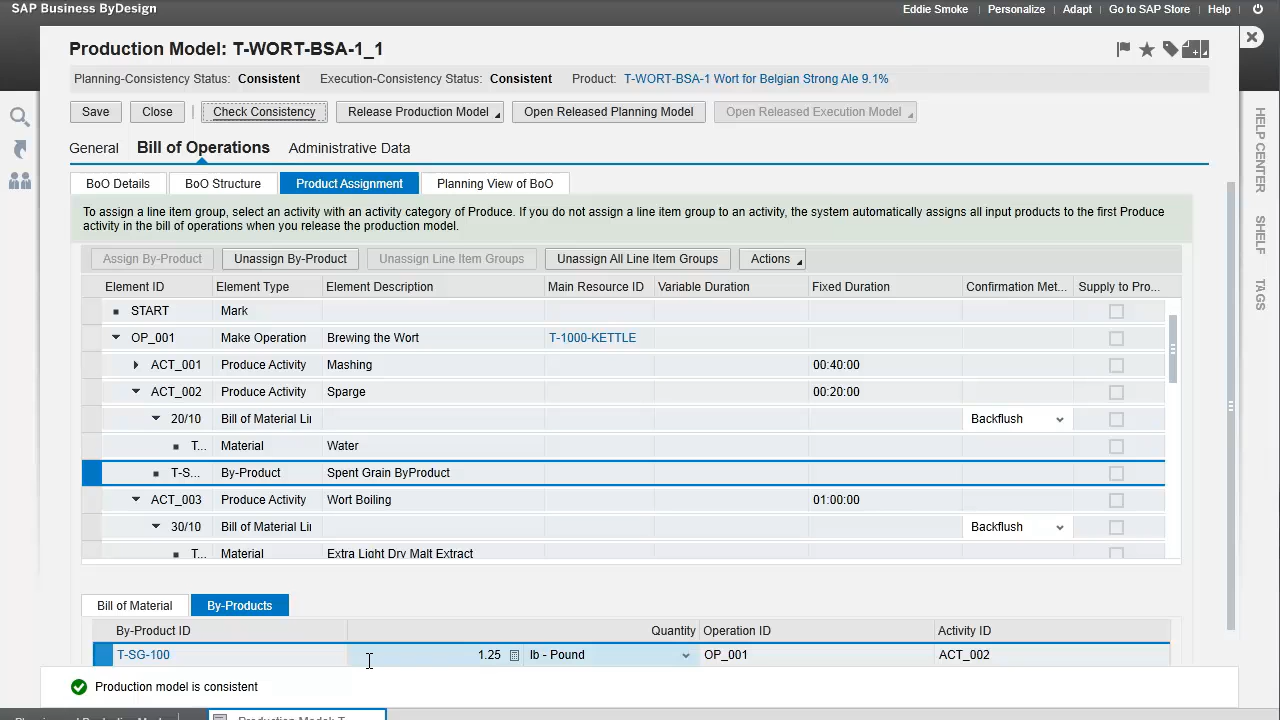 SAP Business ByDesign
Eddie Smoke Personalize Adapt Go to SAP Store Help
Production Model: T-WORT-BSA-1_1
Planning-Consistency Status: Consistent Execution-Consistency Status: Consistent Product: T-WORT-BSA-1 Wort for Belgian Strong Ale 9.1%
Save Close Check Consistency Release Production Model Open Released Planning Model Open Released Execution Model
General Bill of Operations Administrative Data
BoO Details BoO Structure Product Assignment Planning View of BoO
To assign a line item group, select an activity with an activity category of Produce. If you do not assign a line item group to an activity, the system automatically assigns all input products to the first Produce
activity in the bill of operations when you release the production model.
Assign By-Product Unassign By-Product Unassign Line Item Groups Unassign All Line Item Groups Actions
Element ID Element Type Element Description Main Resource ID Variable Duration Fixed Duration Confirmation Met... Supply to Pro...
START Mark
OP_001 Make Operation Brewing the Wort T-1000-KETTLE
ACT_001 Produce Activity Mashing 00:40:00
ACT_002 Produce Activity Sparge 00:20:00
20/10 Bill of Material Lin Backflush
T... Material Water
T-S... By-Product Spent Grain ByProduct
ACT_003 Produce Activity Wort Boiling 01:00:00
30/10 Bill of Material Lin Backflush
T... Material Extra Light Dry Malt Extract
Bill of Material By-Products
By-Product ID Quantity Operation ID Activity ID
T-SG-100 1.25 lb - Pound OP_001 ACT_002
Production model is consistent
Production Model: T
HELP CENTER
SHELF
TAGS